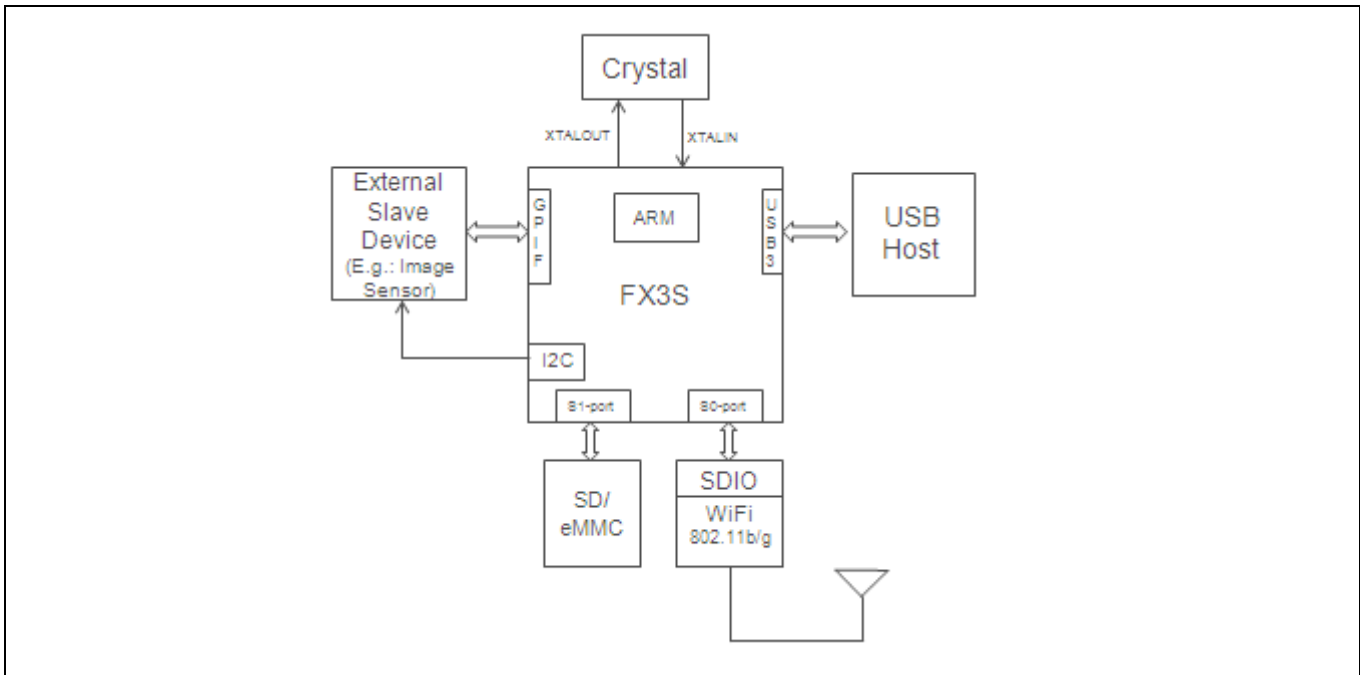 Crystal
XTALOUT
XTALIN
External
Slave
Device
(E.g.: Image
Sensor)
G
P
I
F
ARM
U
S
B
3
USB
Host
FX3S
I2C
S1-port
S0-port
SD/
eMMC
SDIO
WiFi
802.11b/g